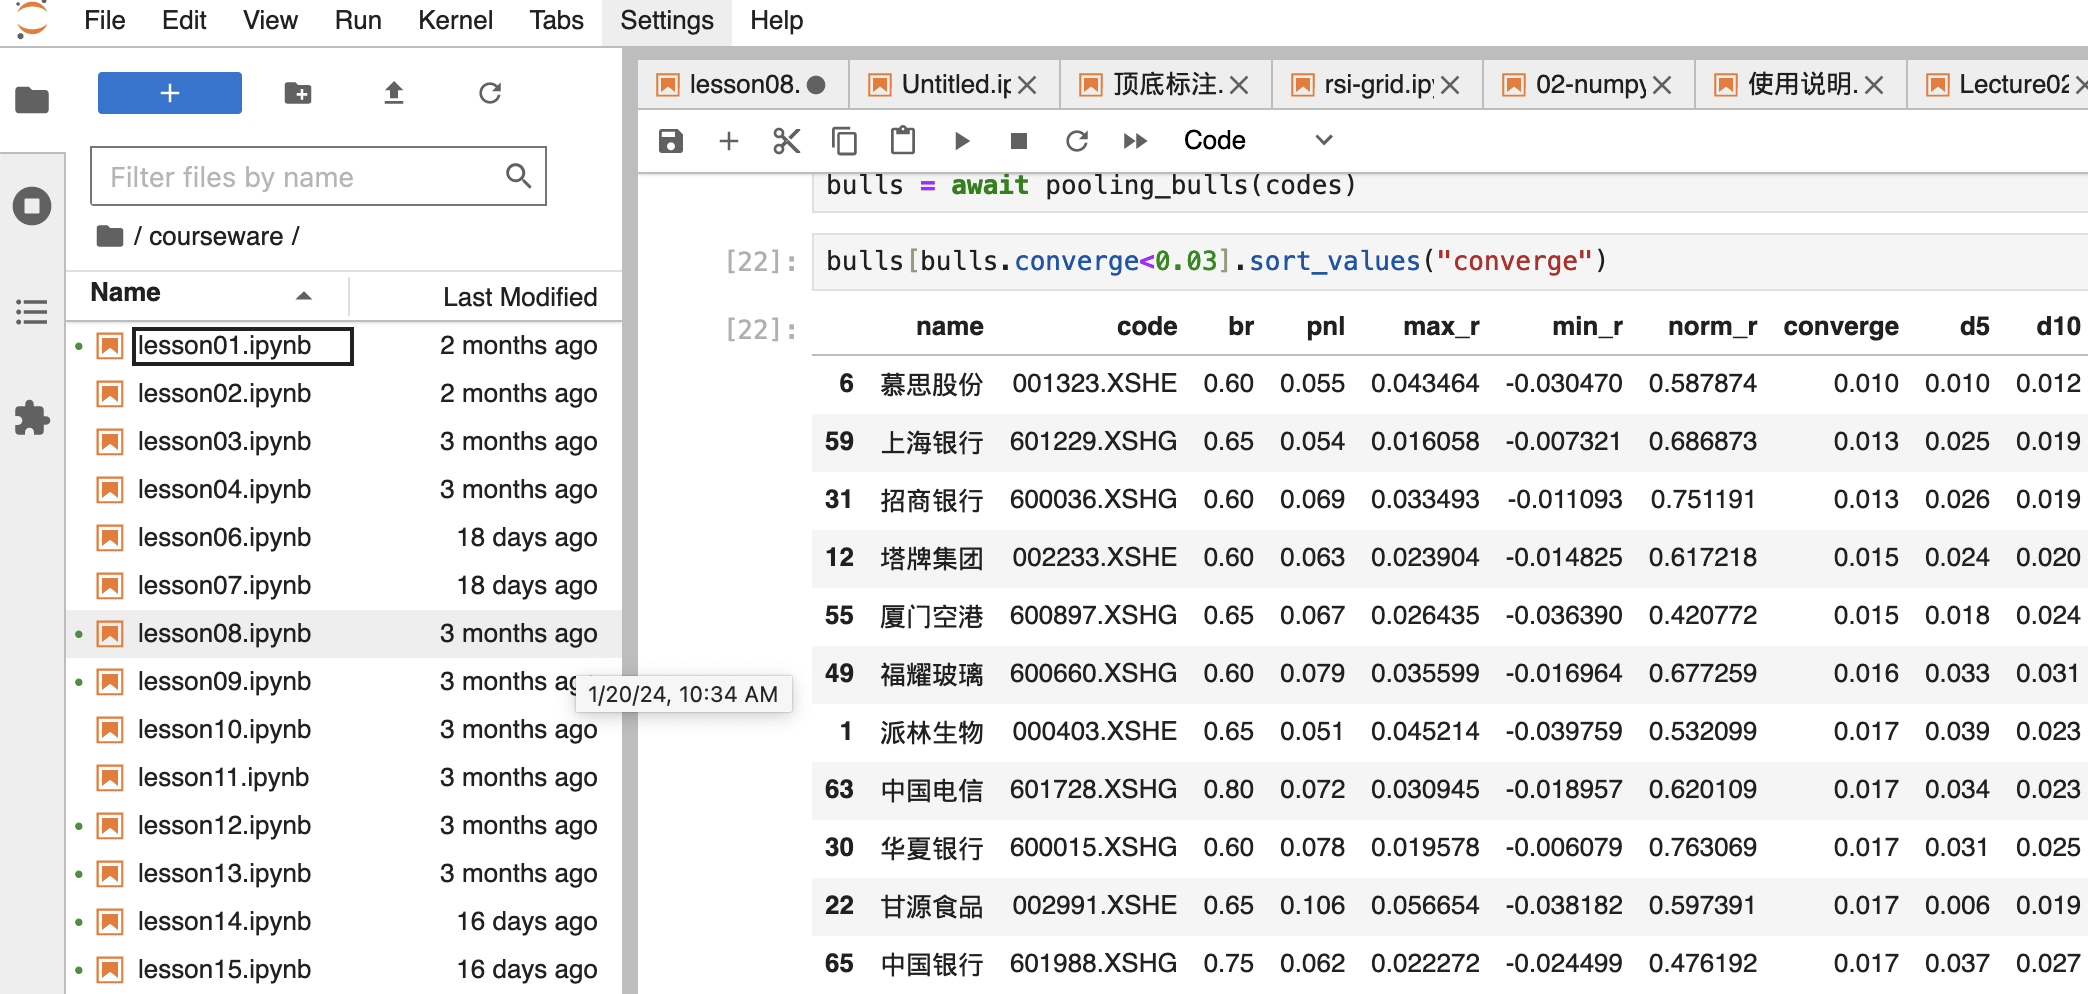 File Edit View Run Kernel Tabs Settings Help
lesson08. Untitled.ip 顶底标注. rsi-grid.ipy 02-numpy 使用说明. Lecture02
Code
Filter files by name
/ courseware /
Name Last Modified
lesson01.ipynb 2 months ago
lesson02.ipynb 2 months ago
lesson03.ipynb 3 months ago
lesson04.ipynb 3 months ago
lesson06.ipynb 18 days ago
lesson07.ipynb 18 days ago
lesson08.ipynb 3 months ago
lesson09.ipynb 3 months ag
1/20/24, 10:34 AM
lesson10.ipynb 3 months ago
lesson11.ipynb 3 months ago
lesson12.ipynb 3 months ago
lesson13.ipynb 3 months ago
lesson14.ipynb 16 days ago
lesson15.ipynb 16 days ago
bulls = await pooling_bulls(codes)
[22]: bulls[bulls.converge<0.03].sort_values("converge")
[22]: name code br pnl max_r min_r norm_r converge d5 d10
6 慕思股份 001323.XSHE 0.60 0.055 0.043464 -0.030470 0.587874 0.010 0.010 0.012
59 上海银行 601229.XSHG 0.65 0.054 0.016058 -0.007321 0.686873 0.013 0.025 0.019
31 招商银行 600036.XSHG 0.60 0.069 0.033493 -0.011093 0.751191 0.013 0.026 0.019
12 塔牌集团 002233.XSHE 0.60 0.063 0.023904 -0.014825 0.617218 0.015 0.024 0.020
55 厦门空港 600897.XSHG 0.65 0.067 0.026435 -0.036390 0.420772 0.015 0.018 0.024
49 福耀玻璃 600660.XSHG 0.60 0.079 0.035599 -0.016964 0.677259 0.016 0.033 0.031
1 派林生物 000403.XSHE 0.65 0.051 0.045214 -0.039759 0.532099 0.017 0.039 0.023
63 中国电信 601728.XSHG 0.80 0.072 0.030945 -0.018957 0.620109 0.017 0.034 0.023
30 华夏银行 600015.XSHG 0.60 0.078 0.019578 -0.006079 0.763069 0.017 0.031 0.025
22 甘源食品 002991.XSHE 0.65 0.106 0.056654 -0.038182 0.597391 0.017 0.006 0.019
65 中国银行 601988.XSHG 0.75 0.062 0.022272 -0.024499 0.476192 0.017 0.037 0.027